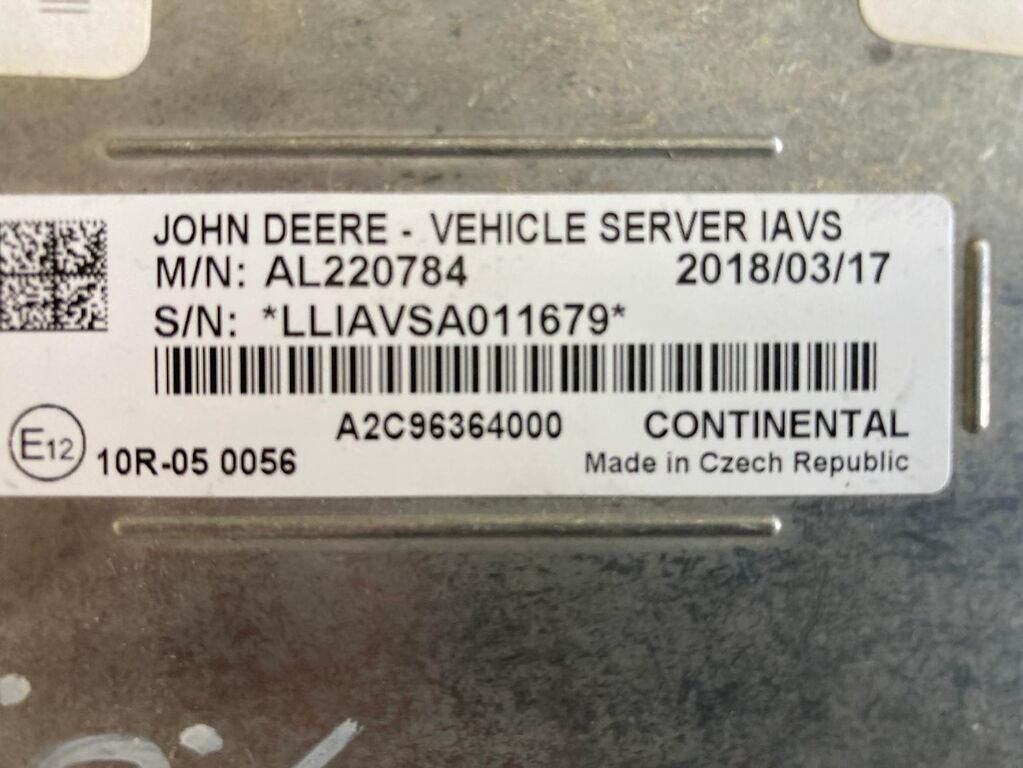 JOHN DEERE - VEHICLE SERVER IAVS
M/N: AL220784 2018/03/17
S/N: *LLIAVSA011679*
A2C96364000 CONTINENTAL
E12 10R-05 0056 Made in Czech Republic